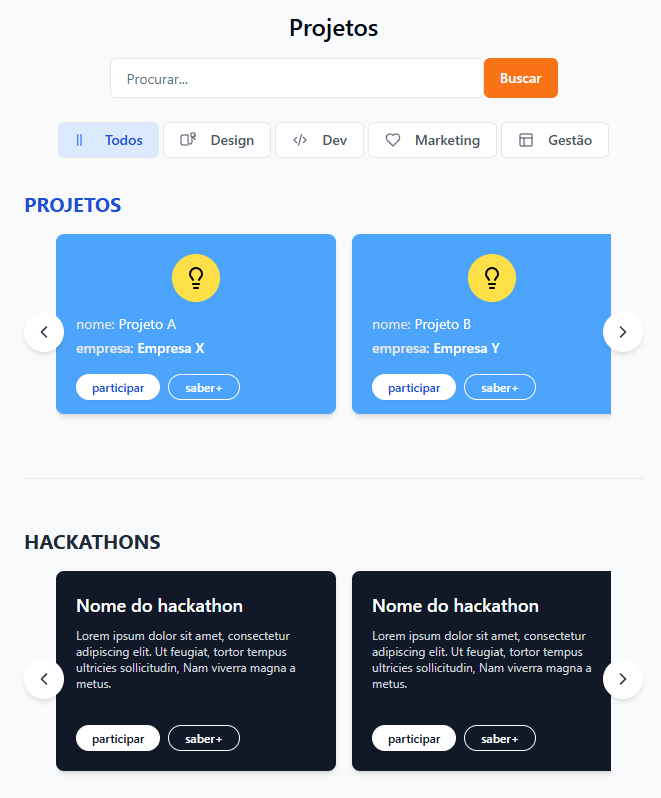 Projetos
Procurar... Buscar
Todos Design Dev Marketing Gestão
PROJETOS
nome: Projeto A
empresa: Empresa X
participar saber+
nome: Projeto B
empresa: Empresa Y
participar saber+
HACKATHONS
Nome do hackathon
Lorem ipsum dolor sit amet, consectetur
adipiscing elit. Ut feugiat, tortor tempus
ultricies sollicitudin, Nam viverra magna a
metus.
participar saber+
Nome do hackathon
Lorem ipsum dolor sit amet, consectetur
adipiscing elit. Ut feugiat, tortor tempus
ultricies sollicitudin, Nam viverra magna a
metus.
participar saber+